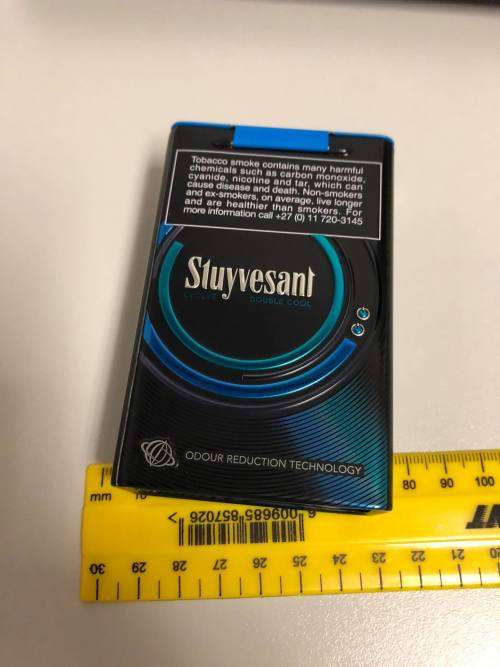 Tobacco smoke contains many harmful
chemicals such as carbon monoxide,
cyanide, nicotine and tar, which can
cause disease and death. Non-smokers
and ex-smokers, on average, live longer
and are healthier than smokers. For
more information call +27 (0) 11 720-3145
Stuyvesant
EVOLVE DOUBLE COOL
ODOUR REDUCTION TECHNOLOGY
mm 80 90 100
6 009685 857026 >
30 29 28 27 26 25 24 23 22 21 20